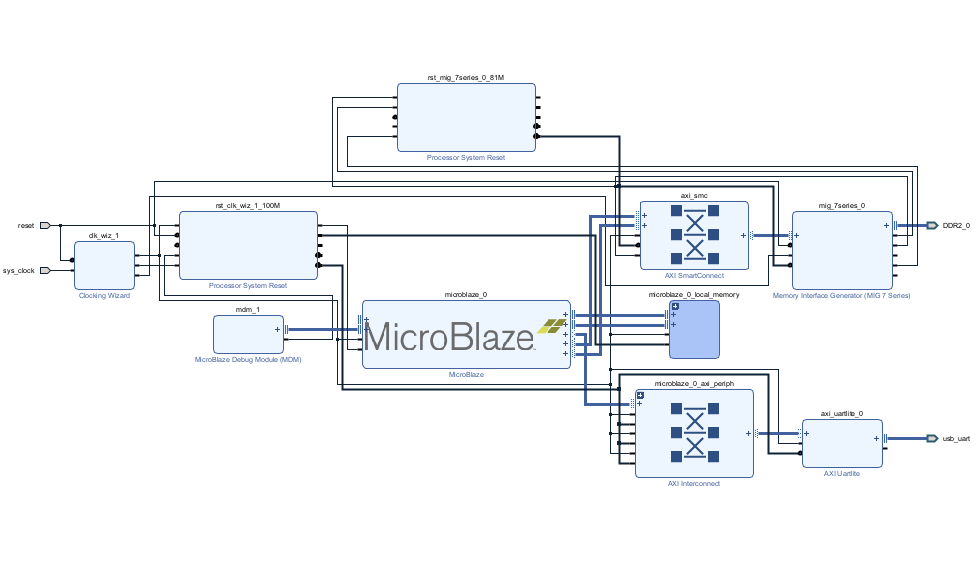 rst_mig_7series_0_81M
Processor System Reset
axi_smc
AXI SmartConnect
rst_clk_wiz_1_100M
Processor System Reset
mig_7series_0
Memory Interface Generator (MIG 7 Series)
reset
DDR2_0
clk_wiz_1
Clocking Wizard
sys_clock
microblaze_0
MicroBlaze
MicroBlaze
microblaze_0_local_memory
mdm_1
MicroBlaze Debug Module (MDM)
microblaze_0_axi_periph
AXI Interconnect
axi_uartlite_0
AXI Uartlite
usb_uart